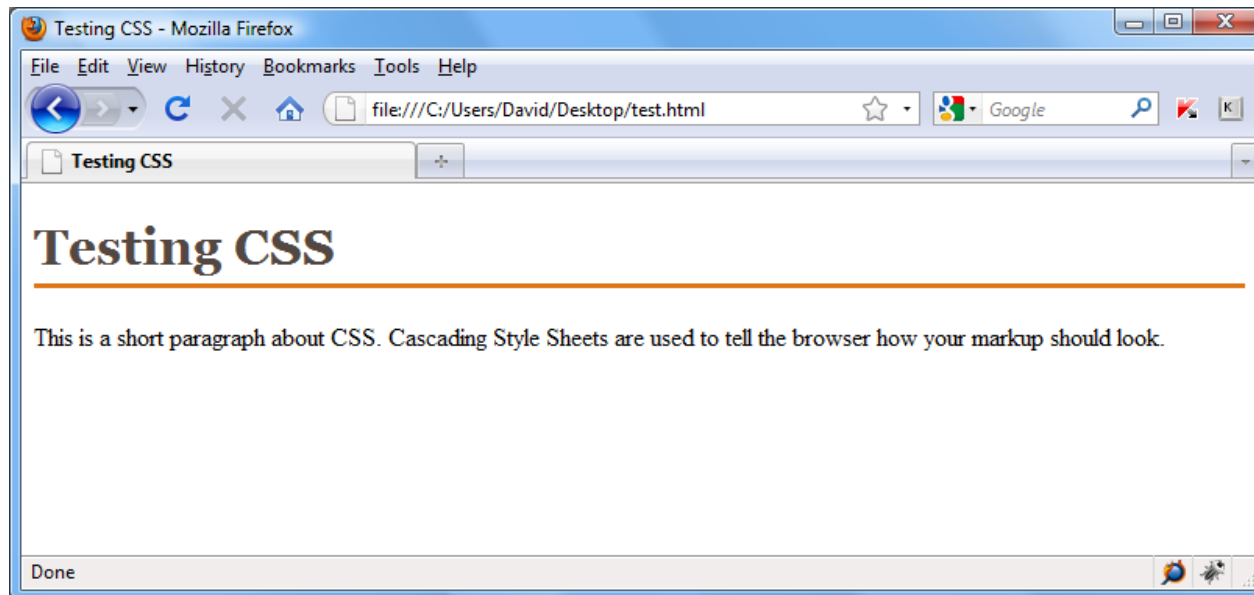 Testing CSS - Mozilla Firefox
File Edit View History Bookmarks Tools Help
file:///C:/Users/David/Desktop/test.html Google K
Testing CSS
Testing CSS
This is a short paragraph about CSS. Cascading Style Sheets are used to tell the browser how your markup should look.
Done